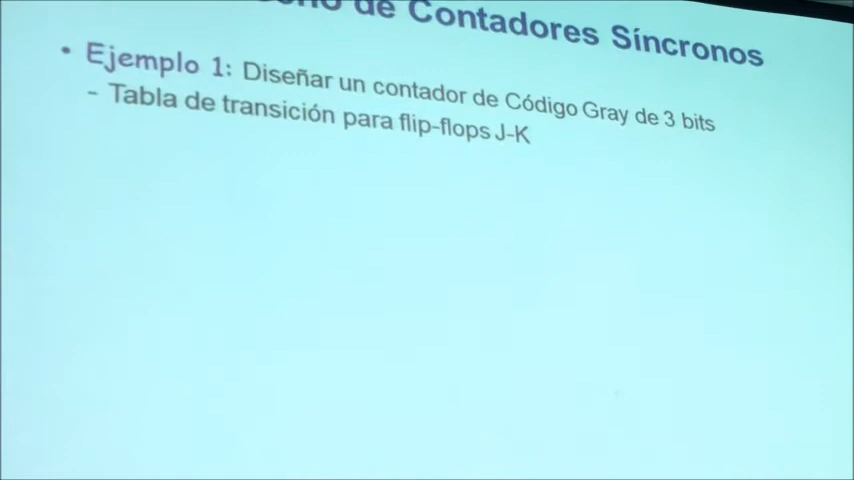 de Contadores Síncronos
• Ejemplo 1: Diseñar un contador de Código Gray de 3 bits
- Tabla de transición para flip-flops J-K